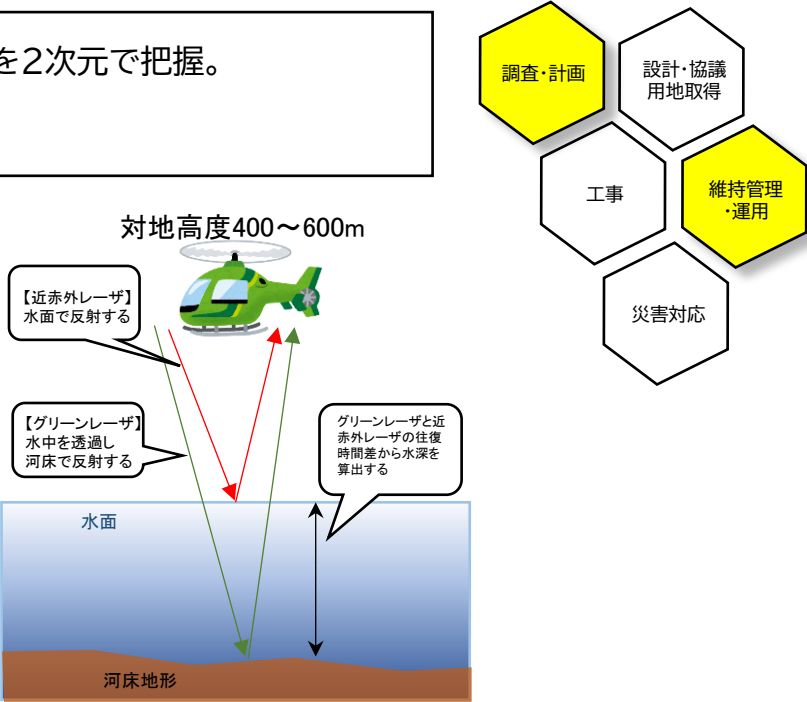 を2次元で把握。
調査・計画
設計・協議
用地取得
工事
維持管理
・運用
災害対応
対地高度400～600m
【近赤外レーザ】
水面で反射する
【グリーンレーザ】
水中を透過し
河床で反射する
グリーンレーザと近
赤外レーザの往復
時間差から水深を
算出する
水面
河床地形